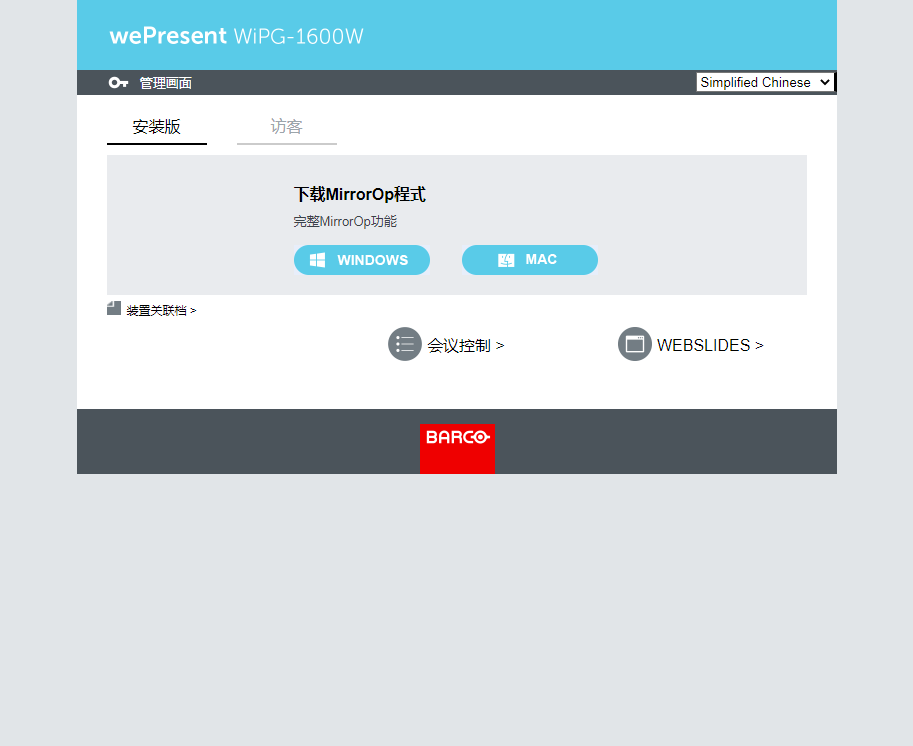 wePresent WiPG-1600W
管理画面
Simplified Chinese
安装版
访客
下载MirrorOp程式
完整MirrorOp功能
WINDOWS
MAC
装置关联档 >
会议控制 >
WEBSLIDES >
BARCO